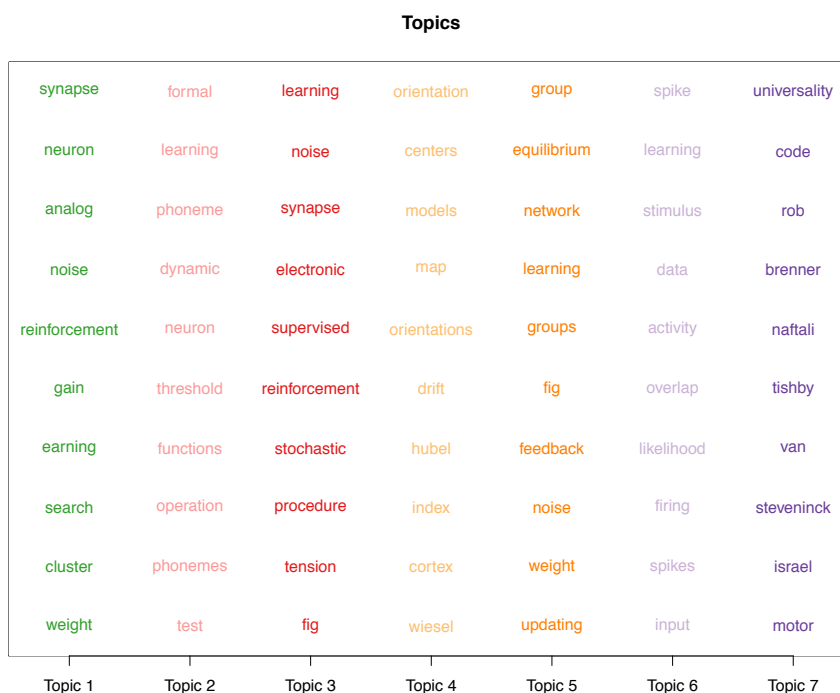 Topics
synapse formal learning orientation group spike universality
neuron learning noise centers equilibrium learning code
analog phoneme synapse models network stimulus rob
noise dynamic electronic map learning data brenner
reinforcement neuron supervised orientations groups activity naftali
gain threshold reinforcement drift fig overlap tishby
earning functions stochastic hubel feedback likelihood van
search operation procedure index noise firing steveninck
cluster phonemes tension cortex weight spikes israel
weight test fig wiesel updating input motor
Topic 1 Topic 2 Topic 3 Topic 4 Topic 5 Topic 6 Topic 7